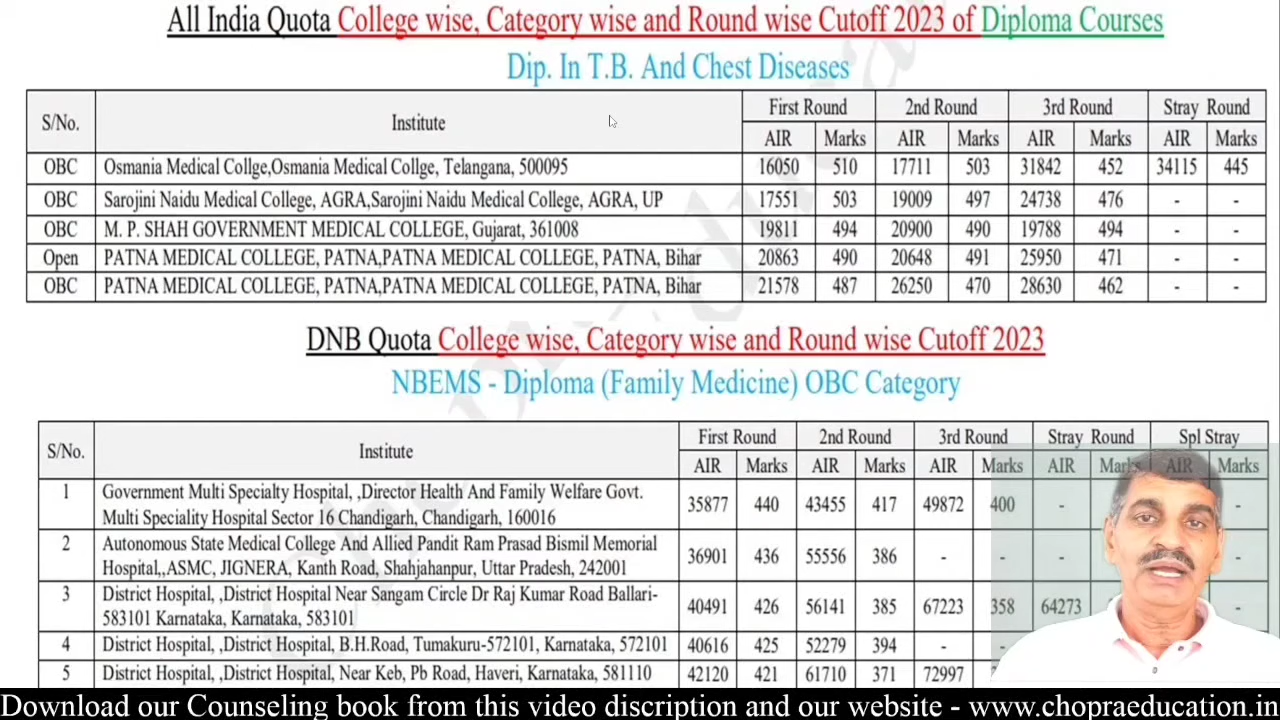 All India Quota College wise, Category wise and Round wise Cutoff 2023 of Diploma Courses
Dip. In T.B. And Chest Diseases
S/No. Institute First Round 2nd Round 3rd Round Stray Round
AIR Marks AIR Marks AIR Marks AIR Marks
OBC Osmania Medical Collge,Osmania Medical Collge, Telangana, 500095 16050 510 17711 503 31842 452 34115 445
OBC Sarojini Naidu Medical College, AGRA,Sarojini Naidu Medical College, AGRA, UP 17551 503 19009 497 24738 476 - -
OBC M. P. SHAH GOVERNMENT MEDICAL COLLEGE, Gujarat, 361008 19811 494 20900 490 19788 494 - -
Open PATNA MEDICAL COLLEGE, PATNA,PATNA MEDICAL COLLEGE, PATNA, Bihar 20863 490 20648 491 25950 471 - -
OBC PATNA MEDICAL COLLEGE, PATNA,PATNA MEDICAL COLLEGE, PATNA, Bihar 21578 487 26250 470 28630 462 - -
DNB Quota College wise, Category wise and Round wise Cutoff 2023
NBEMS - Diploma (Family Medicine) OBC Category
S/No. Institute First Round 2nd Round 3rd Round Stray Round Spl Stray
AIR Marks AIR Marks AIR Marks AIR Marks AIR Marks
1 Government Multi Specialty Hospital, ,Director Health And Family Welfare Govt.
Multi Speciality Hospital Sector 16 Chandigarh, Chandigarh, 160016 35877 440 43455 417 49872 400 - -
2 Autonomous State Medical College And Allied Pandit Ram Prasad Bismil Memorial
Hospital,,ASMC, JIGNERA, Kanth Road, Shahjahanpur, Uttar Pradesh, 242001 36901 436 55556 386 - - - -
3 District Hospital, ,District Hospital Near Sangam Circle Dr Raj Kumar Road Ballari-
583101 Karnataka, Karnataka, 583101 40491 426 56141 385 67223 358 64273 -
4 District Hospital, ,District Hospital, B.H.Road, Tumakuru-572101, Karnataka, 572101 40616 425 52279 394 - -
5 District Hospital, ,District Hospital, Near Keb, Pb Road, Haveri, Karnataka, 581110 42120 421 61710 371 72997
Download our Counseling book from this video discription and our website - www.chopraeducation.in